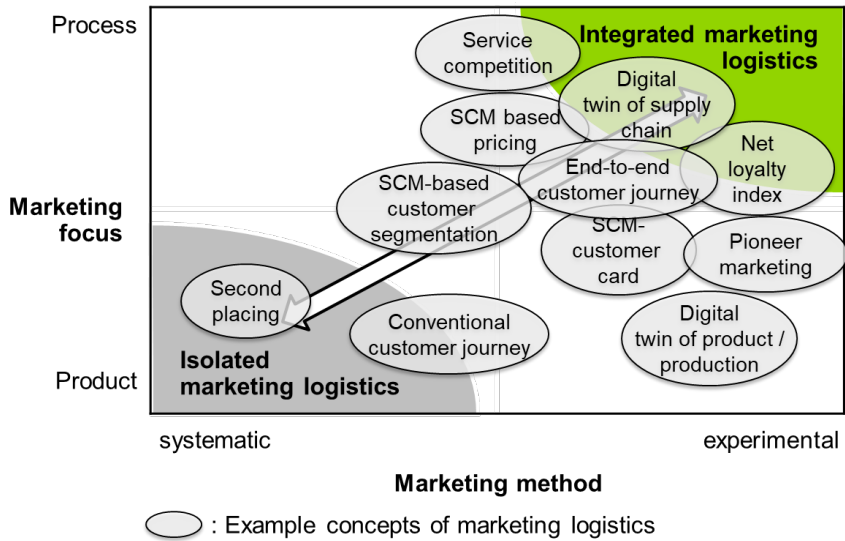 Process
Service
competition
Integrated marketing
logistics
Digital
twin of supply
chain
SCM based
pricing
Net
loyalty
index
End-to-end
customer journey
SCM-based
customer
segmentation
Marketing
focus
SCM-
customer
card
Pioneer
marketing
Second
placing
Conventional
customer journey
Digital
twin of product /
production
Isolated
marketing logistics
Product
systematic
experimental
Marketing method
: Example concepts of marketing logistics